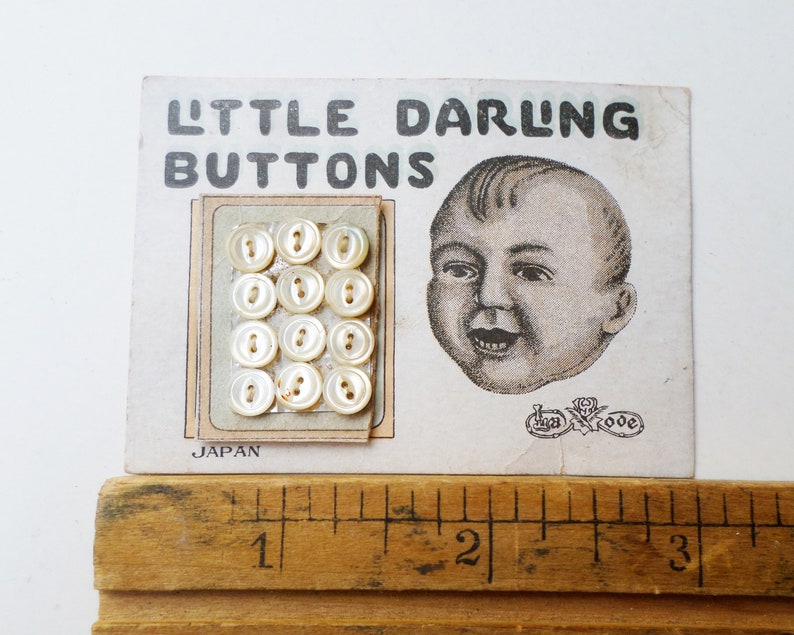 LITTLE DARLING
BUTTONS
La Mode
JAPAN
1 2 3